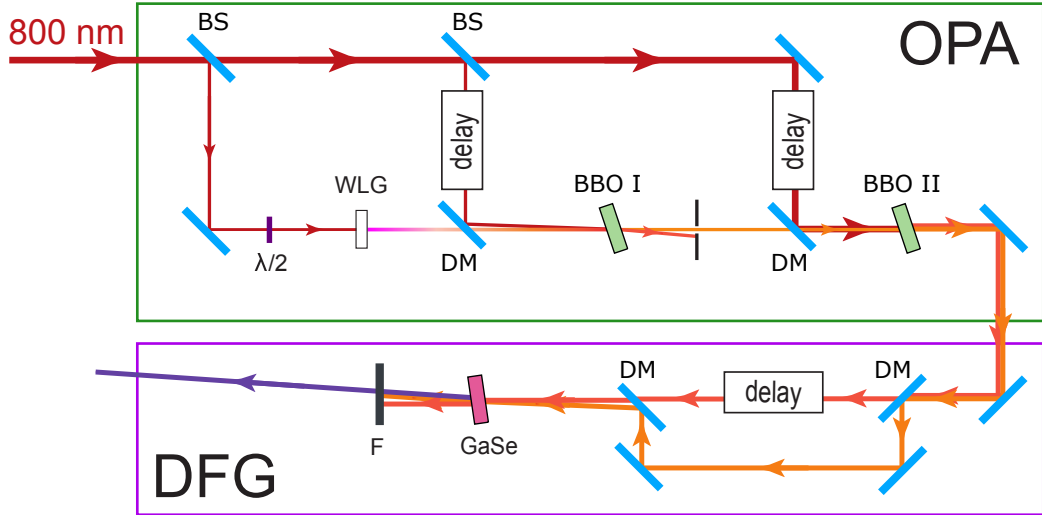 BS
BS
OPA
800 nm
delay
delay
WLG
BBO I
BBO II
λ/2
DM
DM
DM
DM
delay
F
GaSe
DFG